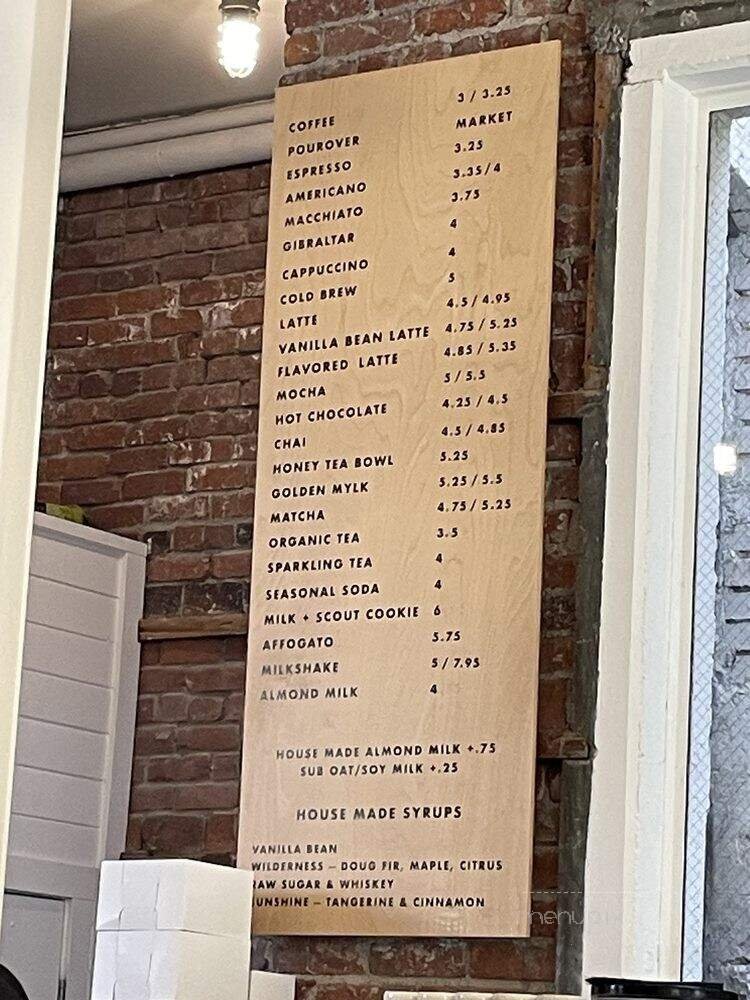 COFFEE 3 / 3.25
POUROVER MARKET
ESPRESSO 3.25
AMERICANO 3.35/4
MACCHIATO 3.75
GIBRALTAR 4
CAPPUCCINO 4
COLD BREW 5
LATTE 4.5 / 4.95
VANILLA BEAN LATTE 4.75 / 5.25
FLAVORED LATTE 4.85 / 5.35
MOCHA 5 / 5.5
HOT CHOCOLATE 4.25 / 4.5
CHAI 4.5 / 4.85
HONEY TEA BOWL 5.25
GOLDEN MYLK 5.25 / 5.5
MATCHA 4.75 / 5.25
ORGANIC TEA 3.5
SPARKLING TEA 4
SEASONAL SODA 4
MILK + SCOUT COOKIE 6
AFFOGATO 5.75
MILKSHAKE 5 / 7.95
ALMOND MILK 4
HOUSE MADE ALMOND MILK +.75
SUB OAT/SOY MILK +.25
HOUSE MADE SYRUPS
VANILLA BEAN
WILDERNESS – DOUG FIR, MAPLE, CITRUS
RAW SUGAR & WHISKEY
SUNSHINE – TANGERINE & CINNAMON